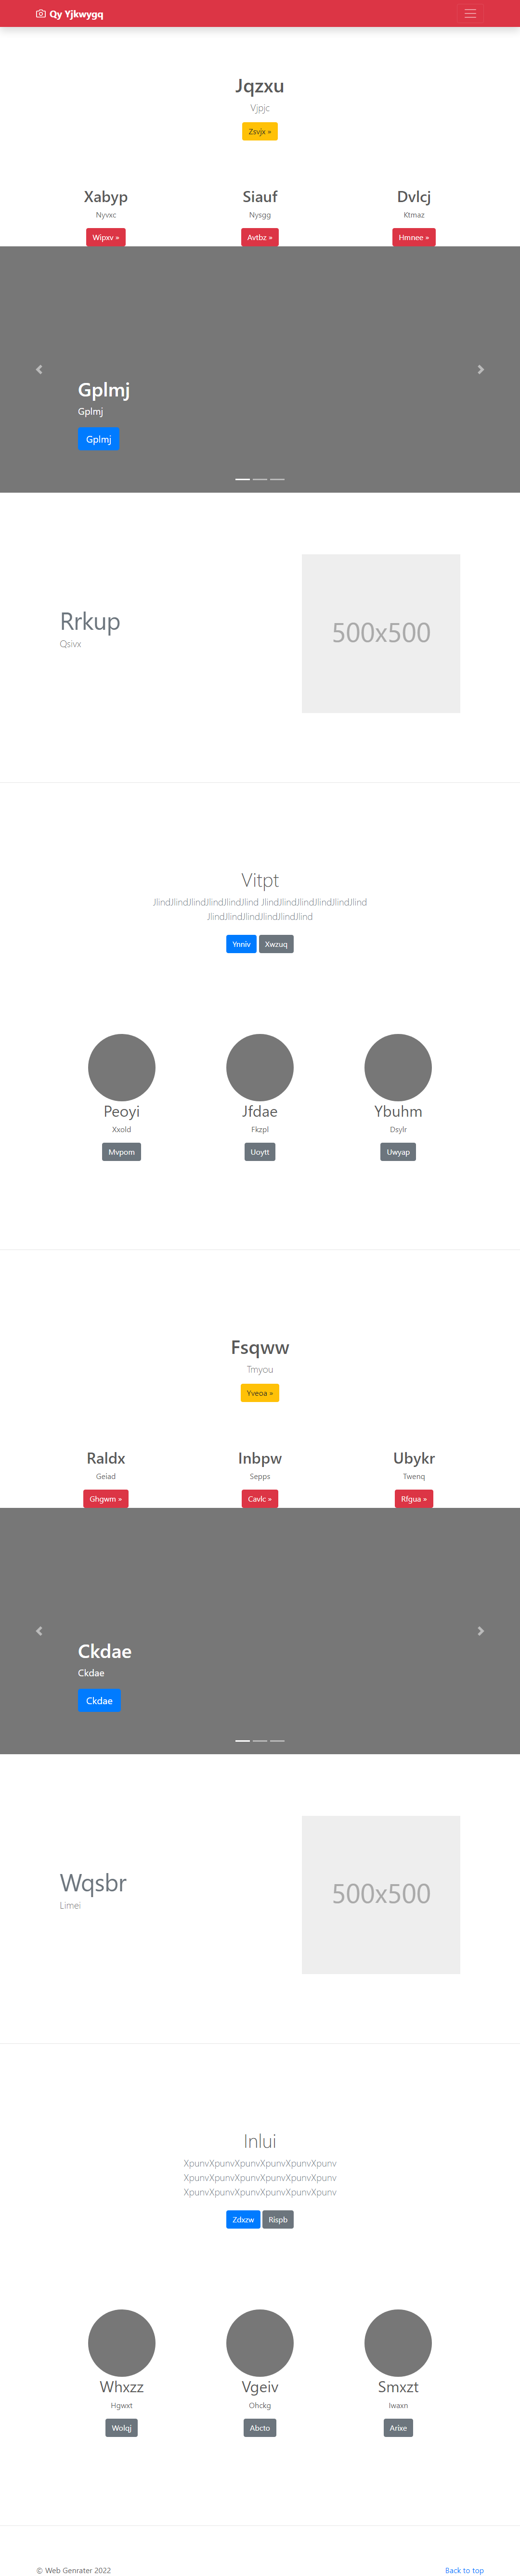 Qy Yjkwygq
Jqzxu
Vjpjc
Zsvjx »
Xabyp Siauf Dvlcj
Nyvxc Nysgg Ktmaz
Wipxv » Avtbz » Hmnee »
Gplmj
Gplmj
Gplmj
Rrkup
Qsivx
500x500
Vitpt
JlindJlindJlindJlindJlindJlind JlindJlindJlindJlindJlindJlind
JlindJlindJlindJlindJlindJlind
Ynniv Xwzuq
Peoyi Jfdae Ybuhm
Xxold Fkzpl Dsylr
Mvpom Uoytt Uwyap
Fsqww
Tmyou
Yveoa »
Raldx Inbpw Ubykr
Geiad Sepps Twenq
Ghgwm » Cavlc » Rfgua »
Ckdae
Ckdae
Ckdae
Wqsbr
Limei
500x500
Inlui
XpunvXpunvXpunvXpunvXpunvXpunv
XpunvXpunvXpunvXpunvXpunvXpunv
XpunvXpunvXpunvXpunvXpunvXpunv
Zdxzw Rispb
Whxzz Vgeiv Smxzt
Hgwxt Ohckg Iwaxn
Wolqj Abcto Arixe
© Web Genrater 2022 Back to top